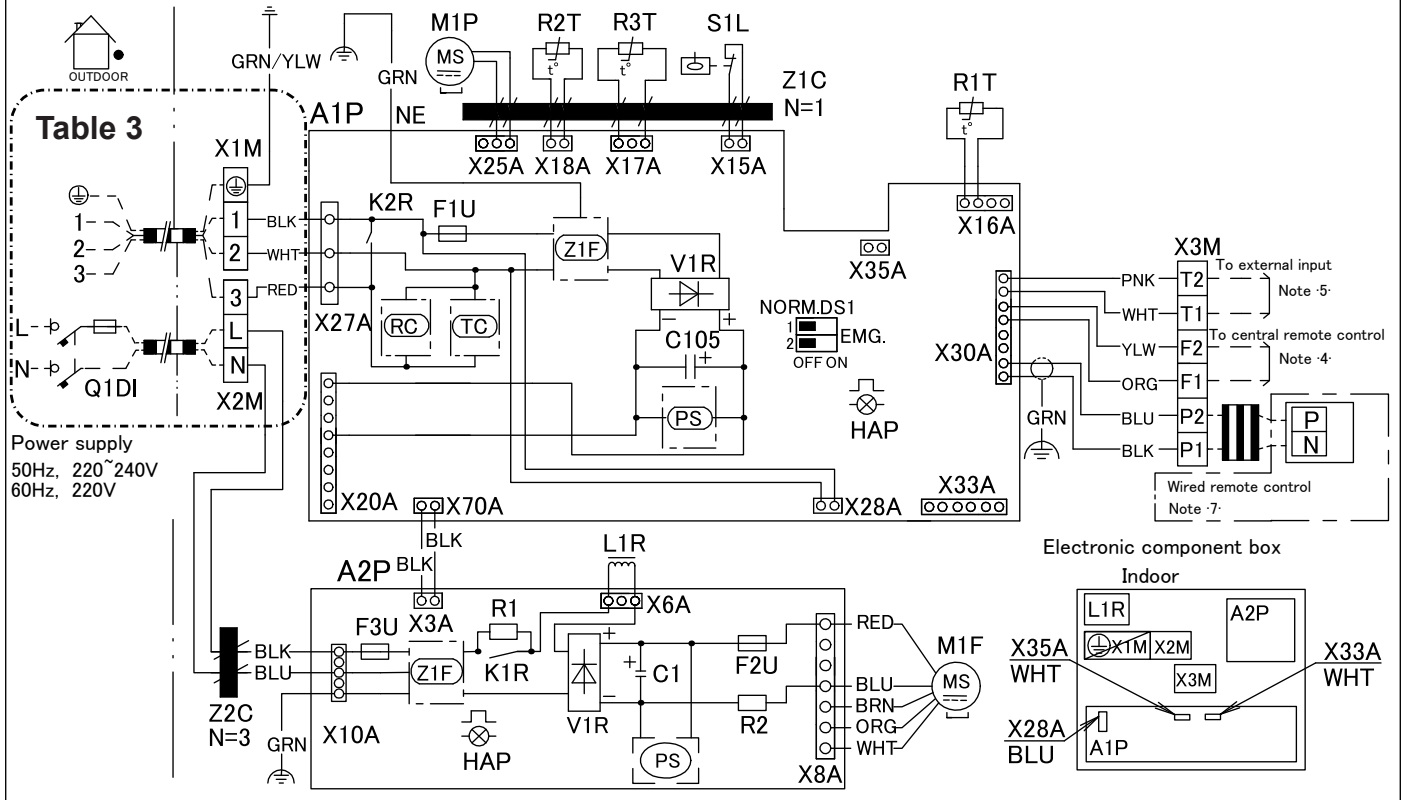 OUTDOOR
GRN/YLW
GRN
M1P
MS
R2T
t°
R3T
t°
S1L
Z1C
N=1
R1T
t°
Table 3
X1M
A1P
NE
X25A
X18A
X17A
X15A
X16A
1
2
3
1
2
3
BLK
WHT
RED
K2R
F1U
Z1F
V1R
X35A
X27A
RC
TC
C105
+
−
+
PS
NORM.
DS1
1
2
EMG.
OFF ON
HAP
X30A
GRN
PNK
WHT
YLW
ORG
BLU
BLK
X3M
T2
T1
F2
F1
P2
P1
To external input
Note ·5·
To central remote control
Note ·4·
P
N
Wired remote control
Note ·7·
L
N
Q1DI
L
N
X2M
Power supply
50Hz, 220~240V
60Hz, 220V
X20A
X70A
X28A
X33A
BLK
BLK
A2P
X3A
L1R
X6A
R1
K1R
F3U
Z1F
BLK
BLU
GRN
Z2C
N=3
X10A
HAP
V1R
+
−
+
C1
PS
F2U
R2
X8A
RED
BLU
BRN
ORG
WHT
M1F
MS
Electronic component box
Indoor
L1R
A2P
X1M
X2M
X3M
A1P
X35A
WHT
X33A
WHT
X28A
BLU